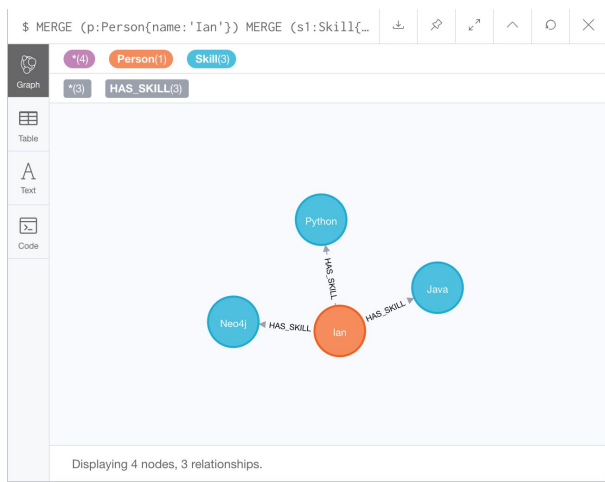 $ MERGE (p:Person{name:'Ian'}) MERGE (s1:Skill{…
Graph
*(4) Person(1) Skill(3)
*(3) HAS_SKILL(3)
Table
Text
Code
Python
HAS_SKILL
Java
HAS_SKILL
Neo4j
HAS_SKILL
Ian
Displaying 4 nodes, 3 relationships.